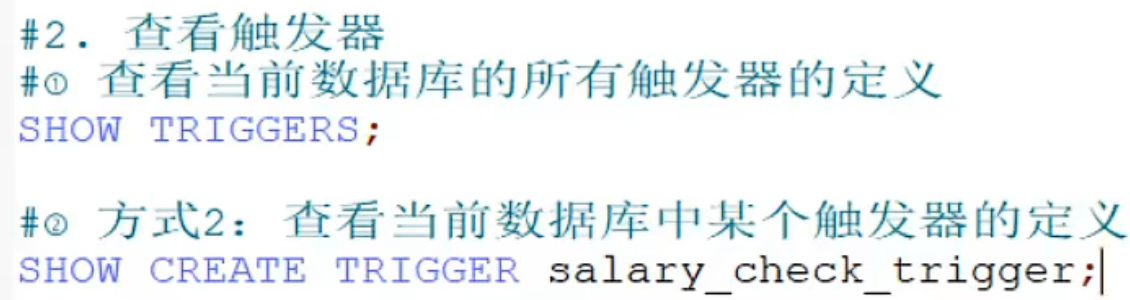 #2. 查看触发器
#① 查看当前数据库的所有触发器的定义
SHOW TRIGGERS;
#② 方式2: 查看当前数据库中某个触发器的定义
SHOW CREATE TRIGGER salary_check_trigger;